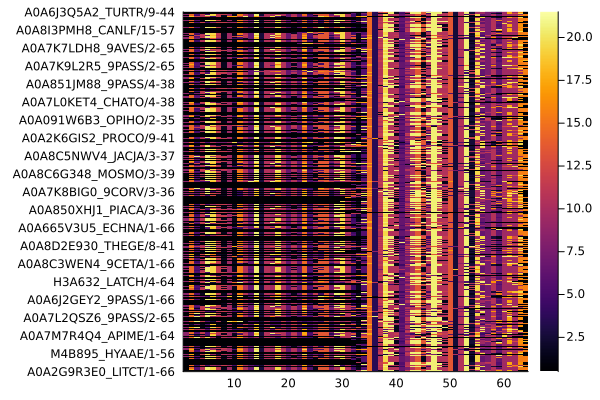 A0A6J3Q5A2_TURTR/9-44
A0A8I3PMH8_CANLF/15-57
A0A7K7LDH8_9AVES/2-65
A0A7K9L2R5_9PASS/2-65
A0A851JM88_9PASS/4-38
A0A7L0KET4_CHATO/4-38
A0A091W6B3_OPIHO/2-35
A0A2K6GIS2_PROCO/9-41
A0A8C5NWV4_JACJA/3-37
A0A8C6G348_MOSMO/3-39
A0A7K8BIG0_9CORV/3-36
A0A850XHJ1_PIACA/3-36
A0A665V3U5_ECHNA/1-66
A0A8D2E930_THEGE/8-41
A0A8C3WEN4_9CETA/1-66
H3A632_LATCH/4-64
A0A6J2GEY2_9PASS/1-66
A0A7L2QSZ6_9PASS/2-65
A0A7M7R4Q4_APIME/1-64
M4B895_HYAAE/1-56
A0A2G9R3E0_LITCT/1-66
10 20 30 40 50 60
20.0
17.5
15.0
12.5
10.0
7.5
5.0
2.5